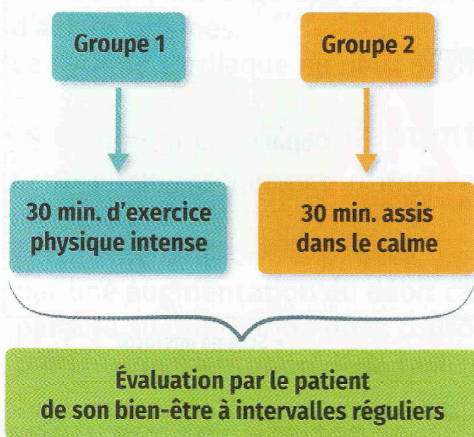 Groupe 1
Groupe 2
30 min. d'exercice
physique intense
30 min. assis
dans le calme
Évaluation par le patient
de son bien-être à intervalles réguliers